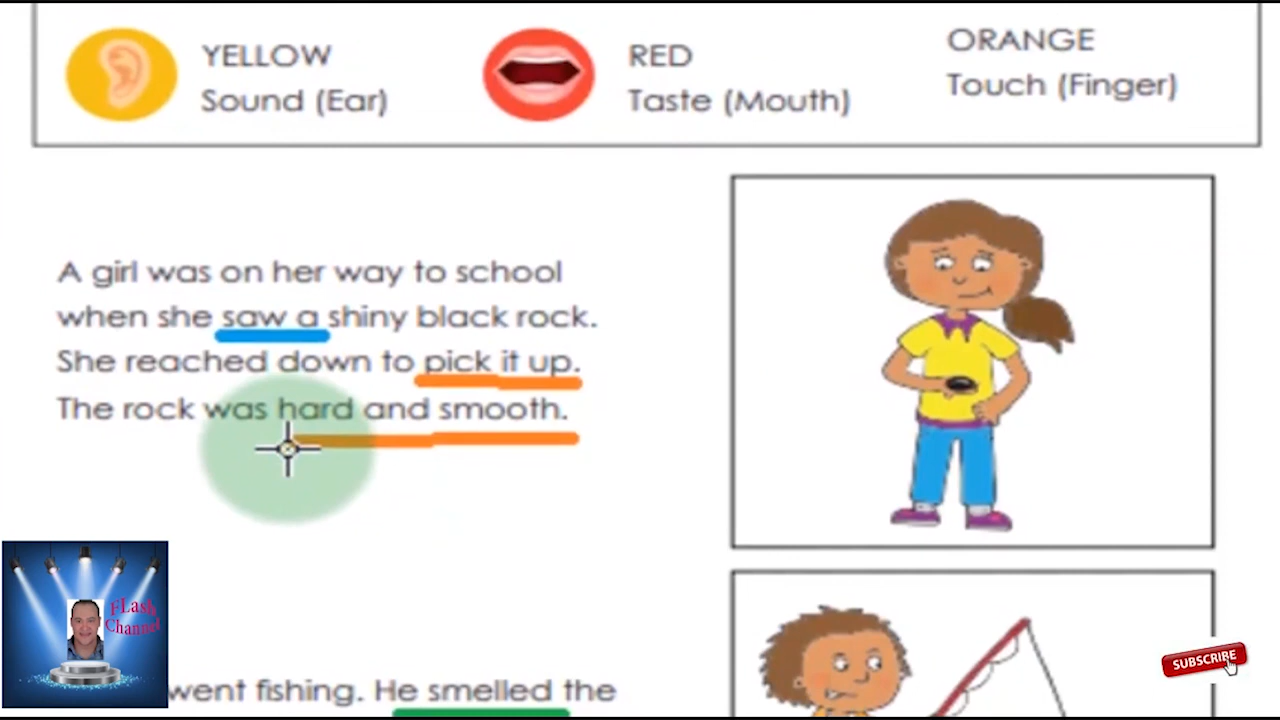 YELLOW
Sound (Ear)
RED
Taste (Mouth)
ORANGE
Touch (Finger)
A girl was on her way to school
when she saw a shiny black rock.
She reached down to pick it up.
The rock was hard and smooth.
went fishing. He smelled the
FLash
Channel
SUBSCRIBE